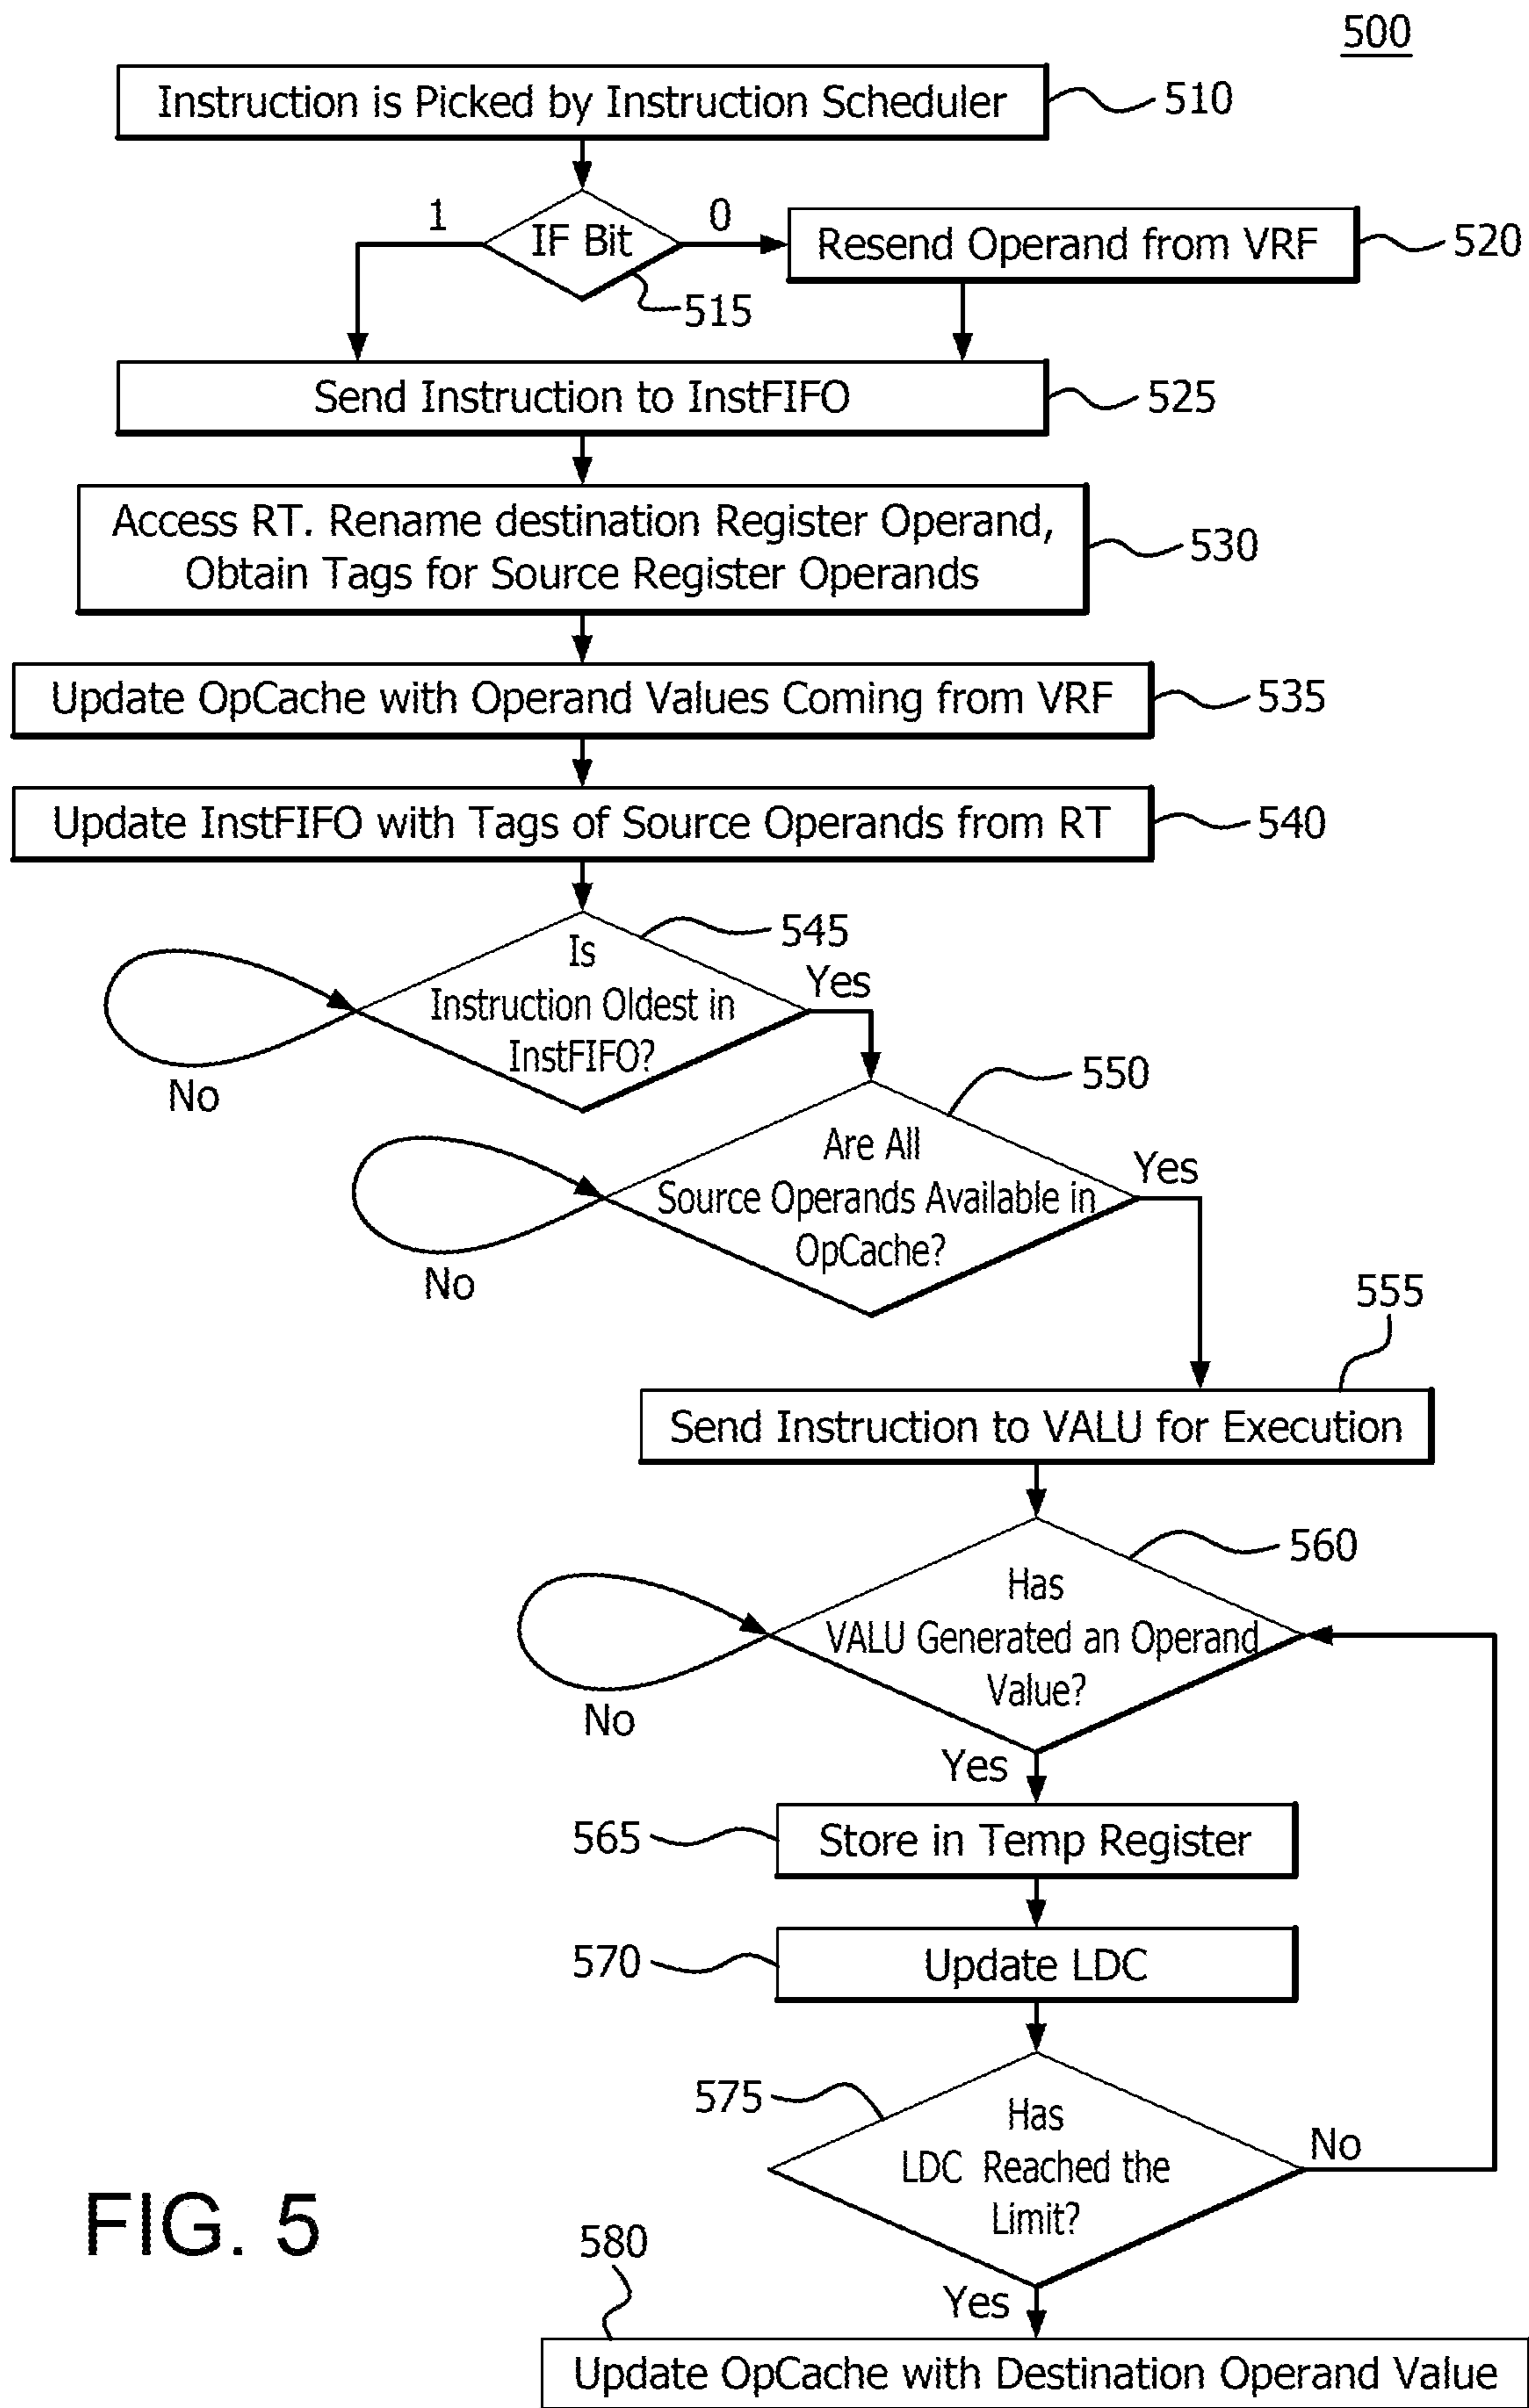 500
Instruction is Picked by Instruction Scheduler
510
1
IF Bit
0
Resend Operand from VRF
520
515
Send Instruction to InstFIFO
525
Access RT. Rename destination Register Operand,
Obtain Tags for Source Register Operands
530
Update OpCache with Operand Values Coming from VRF
535
Update InstFIFO with Tags of Source Operands from RT
540
545
Is
Instruction Oldest in
InstFIFO?
Yes
No
550
Are All
Source Operands Available in
OpCache?
Yes
No
555
Send Instruction to VALU for Execution
560
Has
VALU Generated an Operand
Value?
No
Yes
565
Store in Temp Register
570
Update LDC
575
Has
LDC Reached the
Limit?
No
Yes
FIG. 5
580
Update OpCache with Destination Operand Value